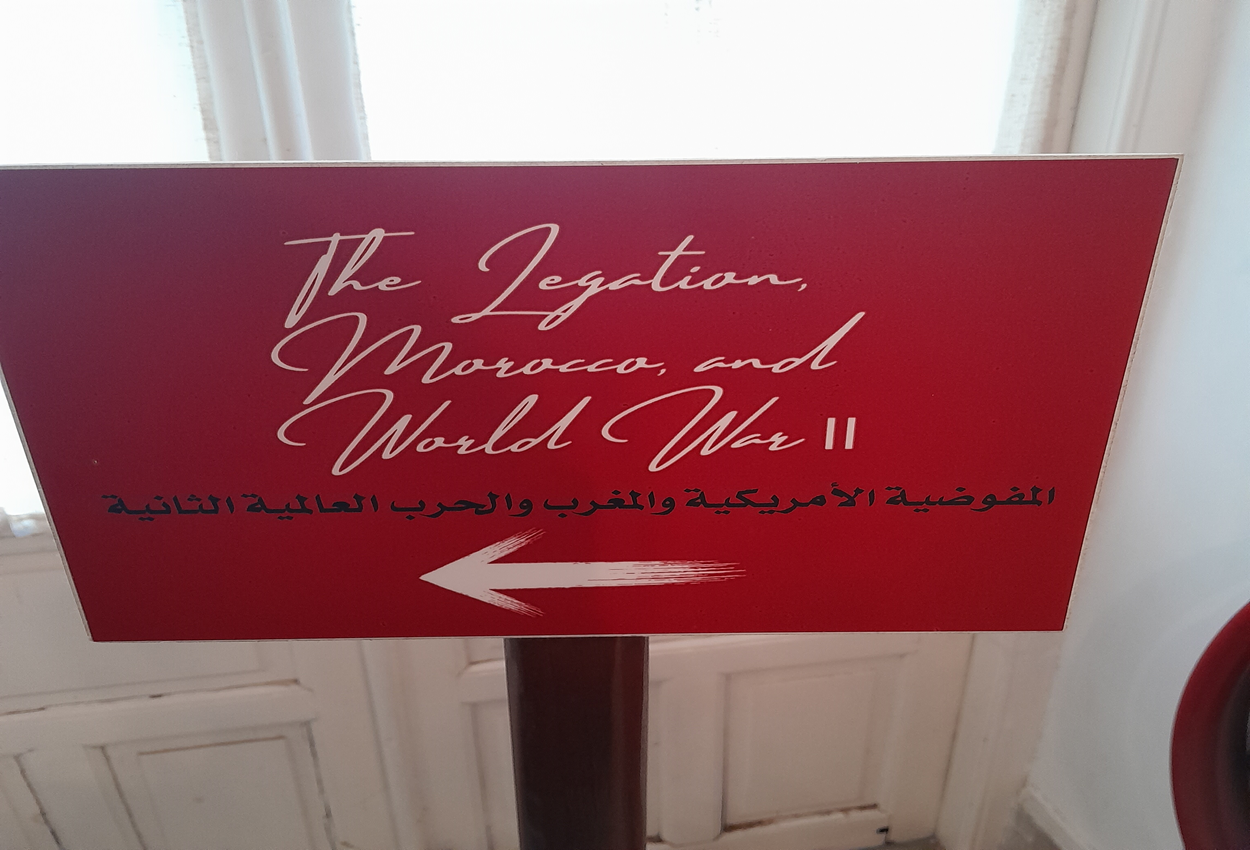 The Legation,
Morocco, and
World War II
المفوضية الأمريكية والمغرب والحرب العالمية الثانية